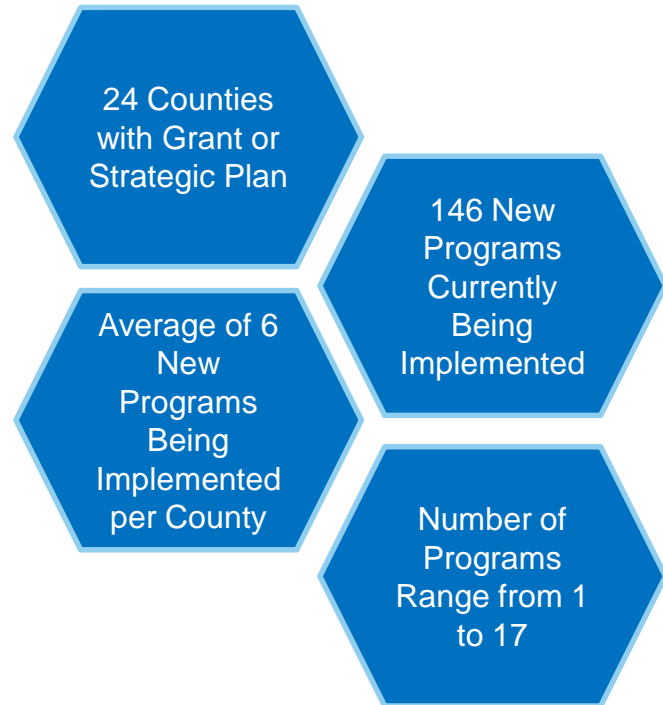 24 Counties
with Grant or
Strategic Plan
146 New
Programs
Currently
Being
Implemented
Average of 6
New
Programs
Being
Implemented
per County
Number of
Programs
Range from 1
to 17